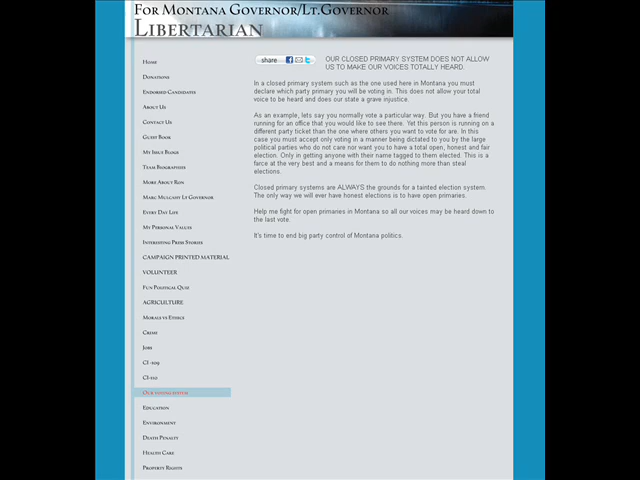 For Montana Governor/Lt.Governor
Libertarian
Home
Donations
Endorsed Candidates
About Us
Contact Us
Guest Book
My Issue Blogs
Team Biographies
More About Ron
Marc Mulcahy Lt Governor
Every Day Life
My Personal Values
Interesting Press Stories
CAMPAIGN PRINTED MATERIAL
VOLUNTEER
Fun Political Quiz
AGRICULTURE
Morals vs Ethics
Crime
Jobs
CI -109
CI-110
Our voting system
Education
Environment
Death Penalty
Health Care
Property Rights
share
OUR CLOSED PRIMARY SYSTEM DOES NOT ALLOW
US TO MAKE OUR VOICES TOTALLY HEARD.
In a closed primary system such as the one used here in Montana you must
declare which party primary you will be voting in. This does not allow your total
voice to be heard and does our state a grave injustice.
As an example, lets say you normally vote a particular way. But you have a friend
running for an office that you would like to see there. Yet this person is running on
a different party ticket than the one where others you want to vote for are. In this
case you must accept only voting in a manner being dictated to you by the large
political parties who do not care nor want you to have a total open, honest and fair
election. Only in getting anyone with their name tagged to them elected. This is a
farce at the very best and a means for them to do nothing more than steal
elections.
Closed primary systems are ALWAYS the grounds for a tainted election system.
The only way we will ever have honest elections is to have open primaries.
Help me fight for open primaries in Montana so all our voices may be heard down to
the last vote .
It's time to end big party control of Montana politics.